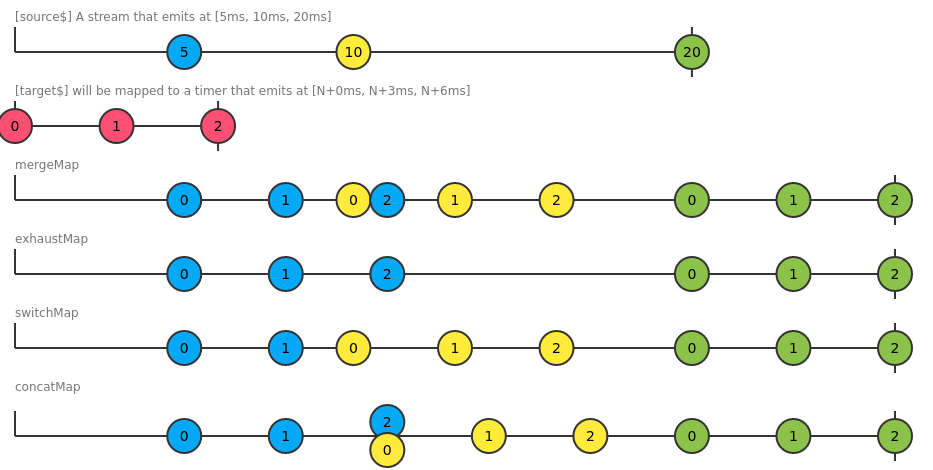 [source$] A stream that emits at [5ms, 10ms, 20ms]
5 10 20
[target$] will be mapped to a timer that emits at [N+0ms, N+3ms, N+6ms]
0 1 2
mergeMap
0 1 0 2 1 2 0 1 2
exhaustMap
0 1 2 0 1 2
switchMap
0 1 0 1 2 0 1 2
concatMap
2
0 1 1 2 0 1 2
0